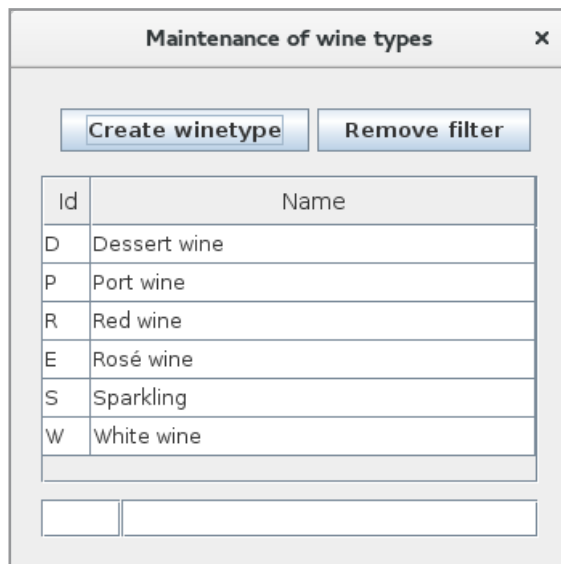 Maintenance of wine types ×
Create winetype Remove filter
Id Name
D Dessert wine
P Port wine
R Red wine
E Rosé wine
S Sparkling
W White wine